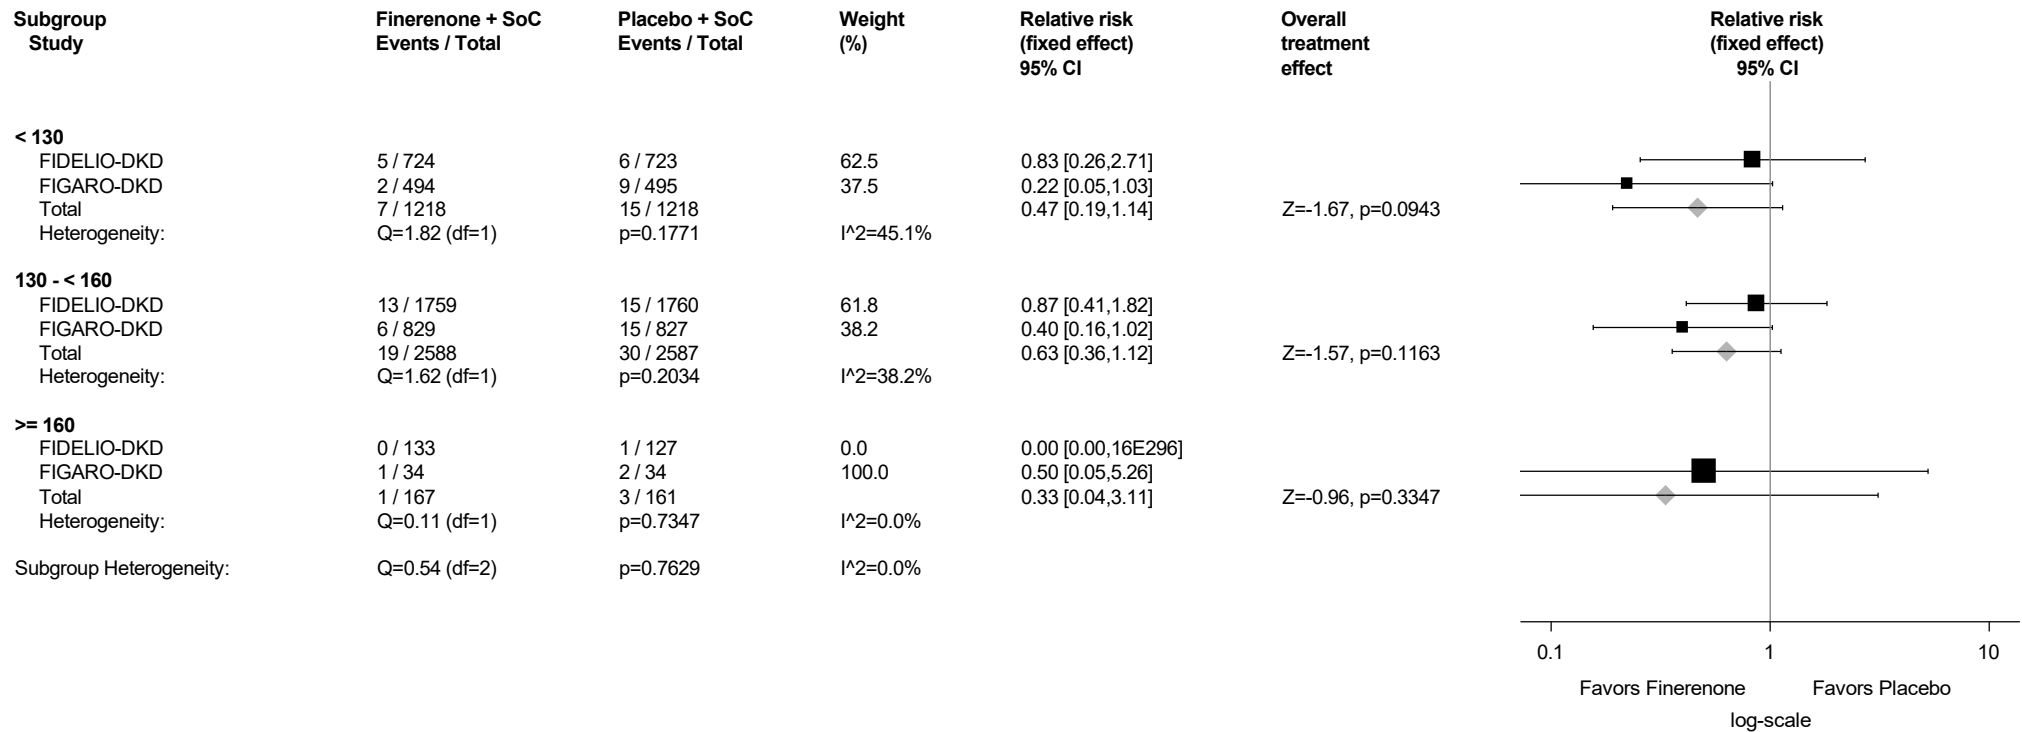 Subgroup Finerenone + SoC Placebo + SoC Weight Relative risk Overall Relative risk
Study Events / Total Events / Total (%) (fixed effect) treatment (fixed effect)
95% CI effect 95% CI
< 130
FIDELIO-DKD 5 / 724 6 / 723 62.5 0.83 [0.26,2.71]
FIGARO-DKD 2 / 494 9 / 495 37.5 0.22 [0.05,1.03]
Total 7 / 1218 15 / 1218 0.47 [0.19,1.14] Z=-1.67, p=0.0943
Heterogeneity: Q=1.82 (df=1) p=0.1771 I^2=45.1%
130 - < 160
FIDELIO-DKD 13 / 1759 15 / 1760 61.8 0.87 [0.41,1.82]
FIGARO-DKD 6 / 829 15 / 827 38.2 0.40 [0.16,1.02]
Total 19 / 2588 30 / 2587 0.63 [0.36,1.12] Z=-1.57, p=0.1163
Heterogeneity: Q=1.62 (df=1) p=0.2034 I^2=38.2%
>= 160
FIDELIO-DKD 0 / 133 1 / 127 0.0 0.00 [0.00,16E296]
FIGARO-DKD 1 / 34 2 / 34 100.0 0.50 [0.05,5.26]
Total 1 / 167 3 / 161 0.33 [0.04,3.11] Z=-0.96, p=0.3347
Heterogeneity: Q=0.11 (df=1) p=0.7347 I^2=0.0%
Subgroup Heterogeneity: Q=0.54 (df=2) p=0.7629 I^2=0.0%
0.1 1 10
Favors Finerenone Favors Placebo
log-scale